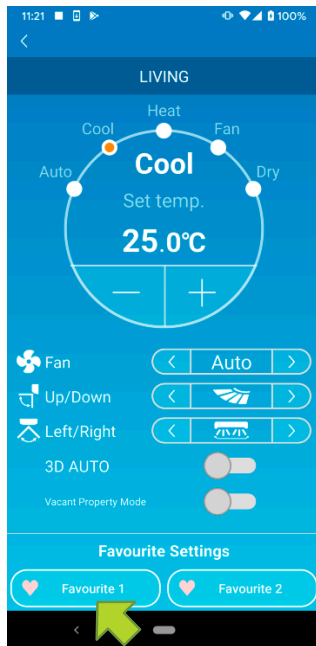 11:21 100%
LIVING
Heat
Cool Fan
Auto Cool Dry
Set temp.
25.0°C
− +
Fan < Auto >
Up/Down < >
Left/Right < >
3D AUTO
Vacant Property Mode
Favourite Settings
Favourite 1 Favourite 2